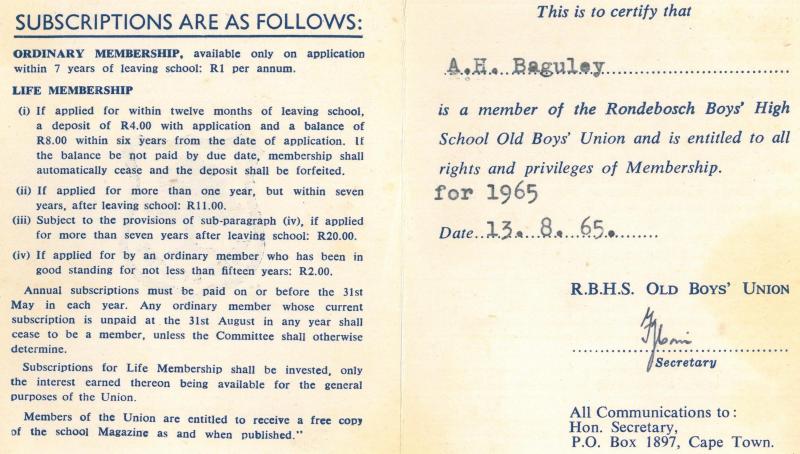 SUBSCRIPTIONS ARE AS FOLLOWS:
ORDINARY MEMBERSHIP, available only on application
within 7 years of leaving school: R1 per annum.
LIFE MEMBERSHIP
(i) If applied for within twelve months of leaving school,
a deposit of R4.00 with application and a balance of
R8.00 within six years from the date of application. If
the balance be not paid by due date, membership shall
automatically cease and the deposit shall be forfeited.
(ii) If applied for more than one year, but within seven
years, after leaving school: R11.00.
(iii) Subject to the provisions of sub-paragraph (iv), if applied
for more than seven years after leaving school: R20.00.
(iv) If applied for by an ordinary member who has been in
good standing for not less than fifteen years: R2.00.
Annual subscriptions must be paid on or before the 31st
May in each year. Any ordinary member whose current
subscription is unpaid at the 31st August in any year shall
cease to be a member, unless the Committee shall otherwise
determine.
Subscriptions for Life Membership shall be invested, only
the interest earned thereon being available for the general
purposes of the Union.
Members of the Union are entitled to receive a free copy
of the school Magazine as and when published."
This is to certify that
A.H. Baguley
is a member of the Rondebosch Boys' High
School Old Boys' Union and is entitled to all
rights and privileges of Membership.
for 1965
Date 13. 8. 65.
R.B.H.S. OLD BOYS' UNION
Secretary
All Communications to:
Hon. Secretary,
P.O. Box 1897, Cape Town.